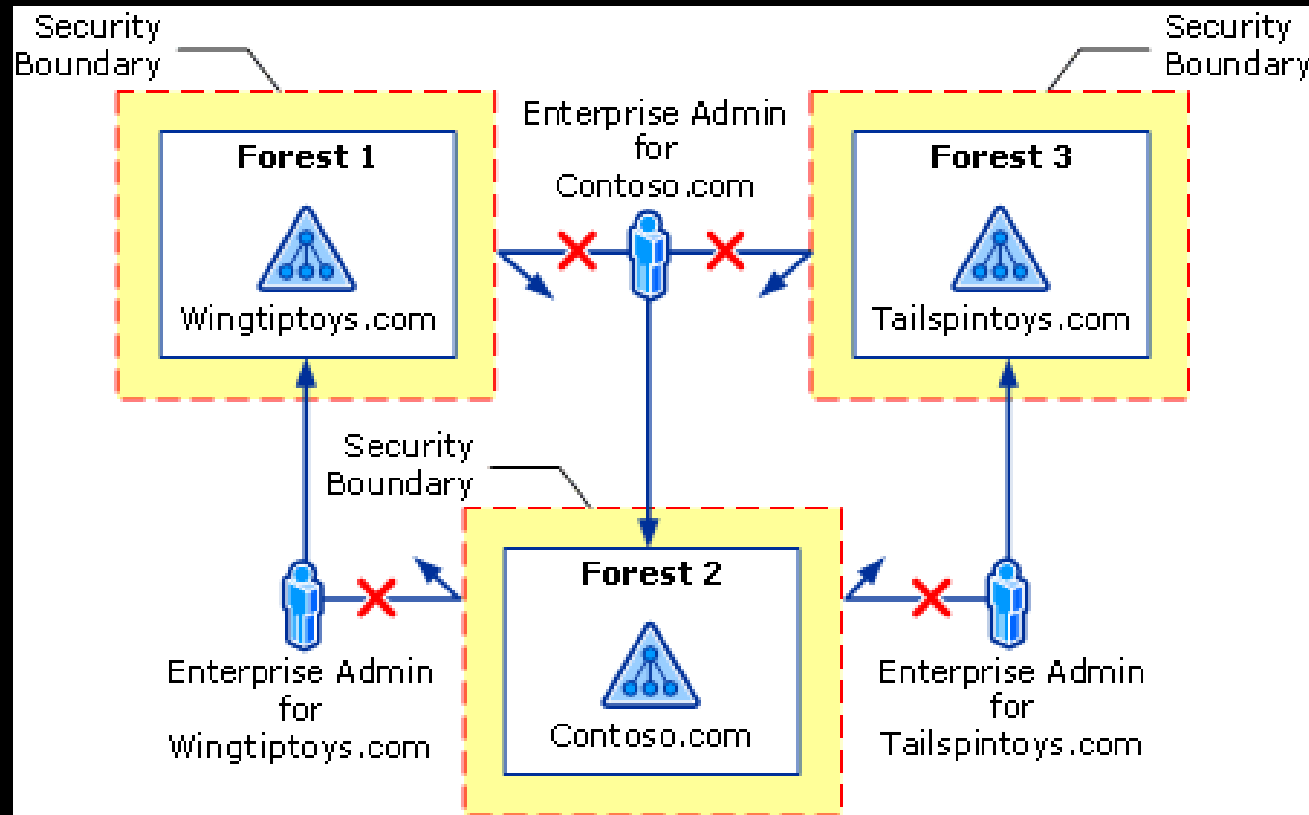 Security
Boundary
Security
Boundary
Enterprise Admin
for
Contoso.com
Forest 1
Wingtiptoys.com
Forest 3
Tailspintoys.com
Security
Boundary
Forest 2
Contoso.com
Enterprise Admin
for
Wingtiptoys.com
Enterprise Admin
for
Tailspintoys.com